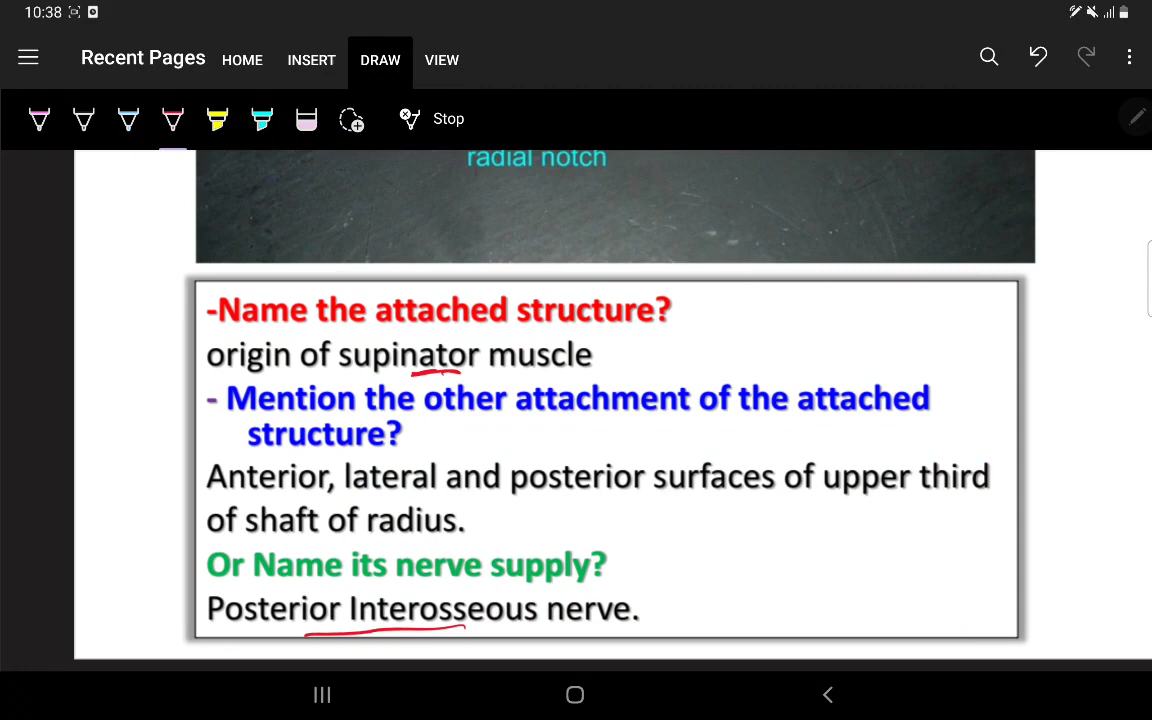 10:38
Recent Pages HOME INSERT DRAW VIEW
Stop
radial notch
-Name the attached structure?
origin of supinator muscle
- Mention the other attachment of the attached
structure?
Anterior, lateral and posterior surfaces of upper third
of shaft of radius.
Or Name its nerve supply?
Posterior Interosseous nerve.